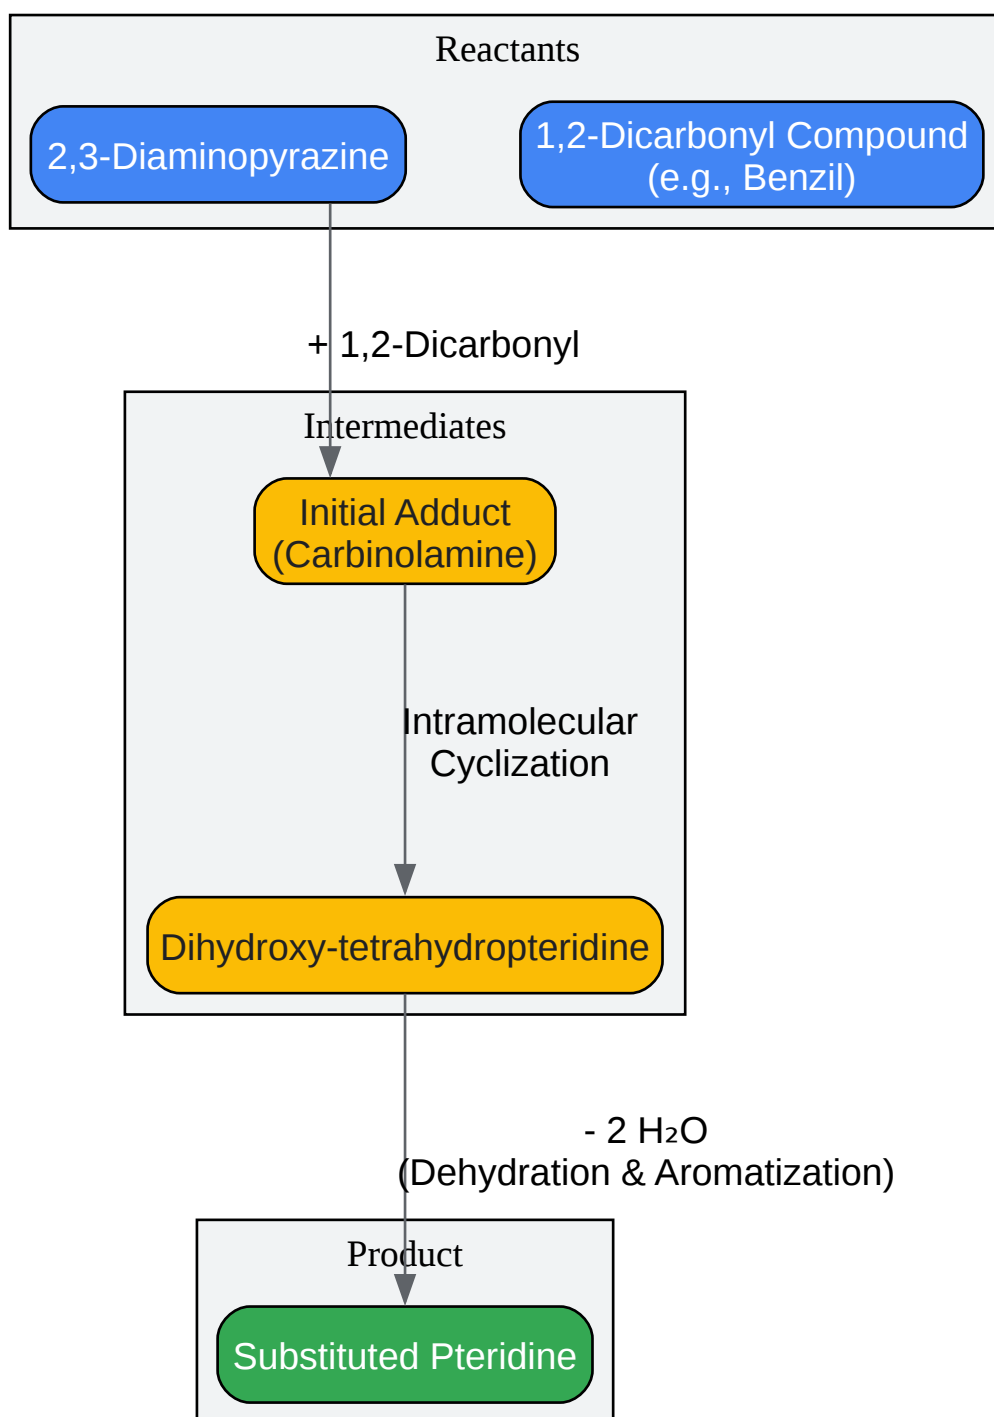 Reactants
2,3-Diaminopyrazine
1,2-Dicarbonyl Compound
(e.g., Benzil)
+ 1,2-Dicarbonyl
Intermediates
Initial Adduct
(Carbinolamine)
Intramolecular
Cyclization
Dihydroxy-tetrahydropteridine
- 2 H₂O
(Dehydration & Aromatization)
Product
Substituted Pteridine